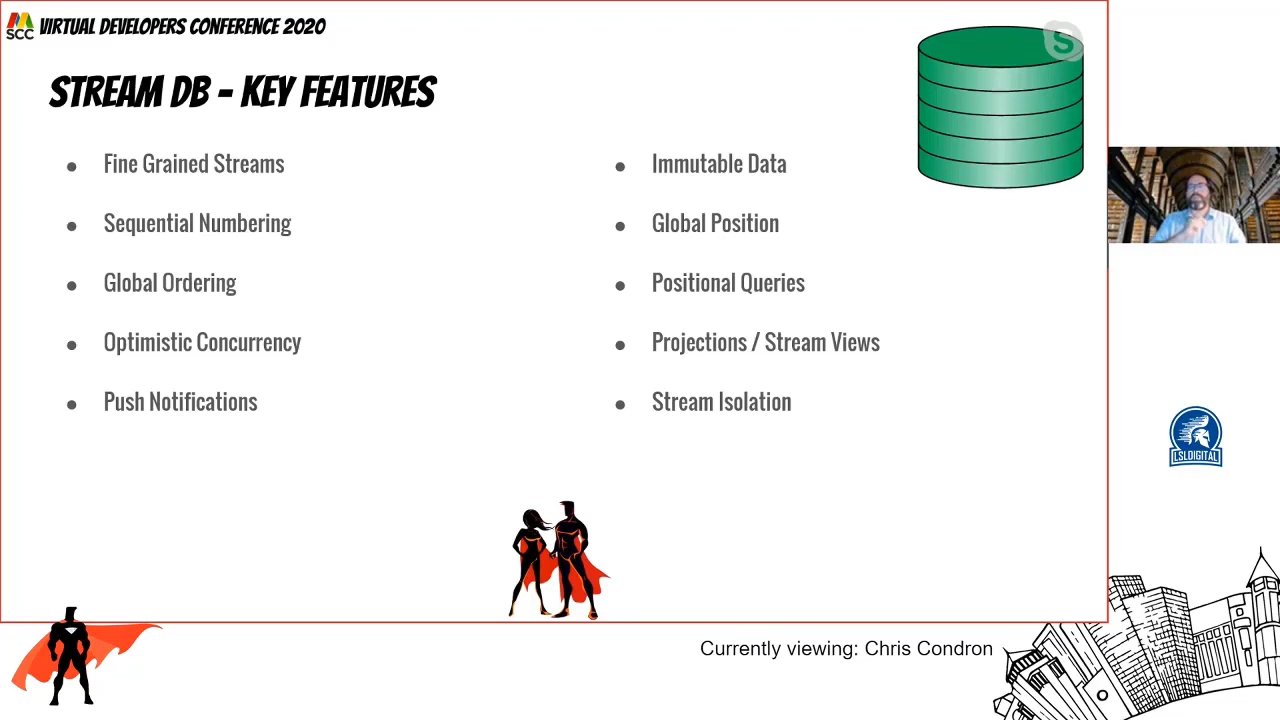 SCC
VIRTUAL DEVELOPERS CONFERENCE 2020
STREAM DB - KEY FEATURES
Fine Grained Streams
Sequential Numbering
Global Ordering
Optimistic Concurrency
Push Notifications
Immutable Data
Global Position
Positional Queries
Projections / Stream Views
Stream Isolation
S
LSLDIGITAL
Currently viewing: Chris Condron